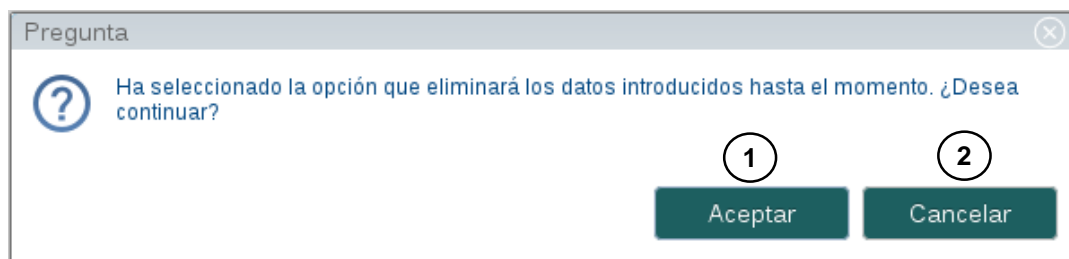 Pregunta
Ha seleccionado la opción que eliminará los datos introducidos hasta el momento. ¿Desea
continuar?
1 2
Aceptar Cancelar